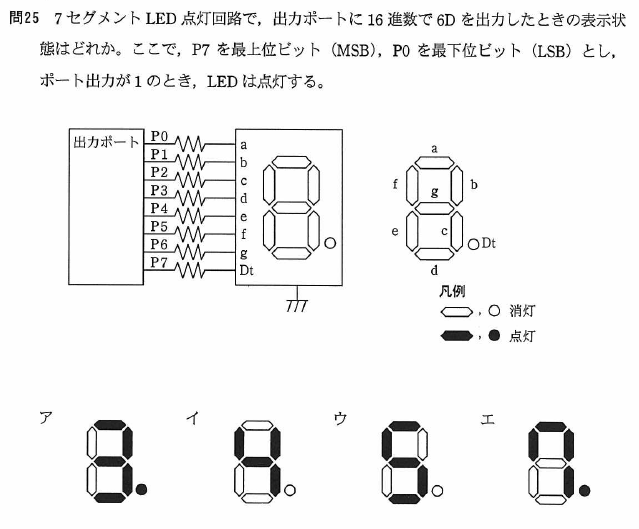 問25　7セグメントLED点灯回路で，出力ポートに16進数で6Dを出力したときの表示状
態はどれか。ここで，P7を最上位ビット（MSB），P0を最下位ビット（LSB）とし，
ポート出力が1のとき，LEDは点灯する。
出力ポート
P0
P1
P2
P3
P4
P5
P6
P7
a
b
c
d
e
f
g
Dt
a
f
b
g
e
c
d
Dt
凡例
，　消灯
，　点灯
ア
イ
ウ
エ